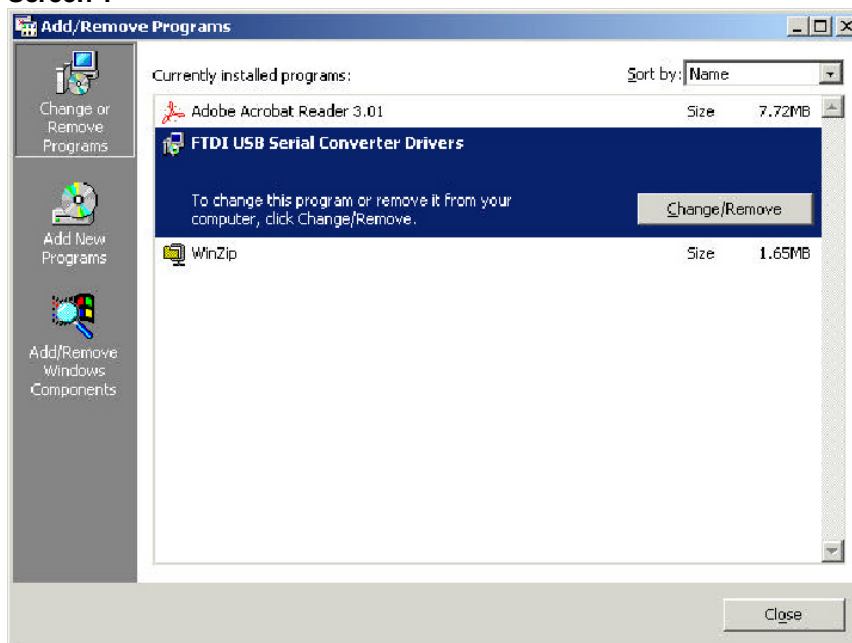 Add/Remove Programs
Currently installed programs:
Sort by: Name
Change or
Remove
Programs
Adobe Acrobat Reader 3.01 Size 7.72MB
FTDI USB Serial Converter Drivers
To change this program or remove it from your
computer, click Change/Remove.
Change/Remove
Add New
Programs
WinZip Size 1.65MB
Add/Remove
Windows
Components
Close